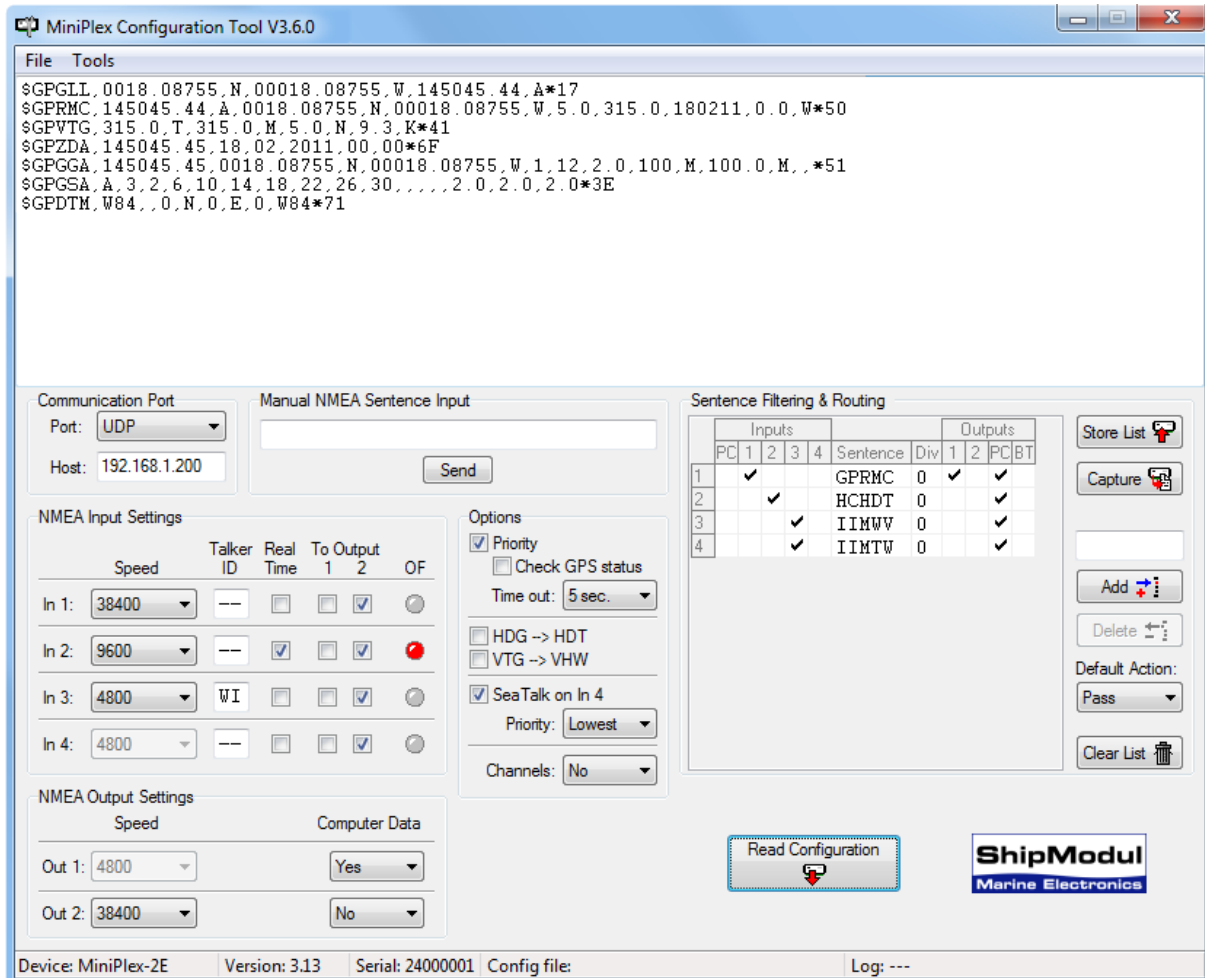 MiniPlex Configuration Tool V3.6.0
File Tools
$GPGLL,0018.08755,N,00018.08755,W,145045.44,A*17
$GPRMC,145045.44,A,0018.08755,N,00018.08755,W,5.0,315.0,180211,0.0,W*50
$GPVTG,315.0,T,315.0,M,5.0,N,9.3,K*41
$GPZDA,145045.45,18,02,2011,00,00*6F
$GPGGA,145045.45,0018.08755,N,00018.08755,W,1,12,2.0,100,M,100.0,M,,*51
$GPGSA,A,3,2,6,10,14,18,22,26,30,,,,,2.0,2.0,2.0*3E
$GPDTM,W84,,0,N,0,E,0,W84*71
Communication Port
Port: UDP
Host: 192.168.1.200
Manual NMEA Sentence Input
Send
NMEA Input Settings
Talker Real To Output
Speed ID Time 1 2 OF
In 1: 38400 --
In 2: 9600 --
In 3: 4800 WI
In 4: 4800 --
Options
Priority
Check GPS status
Time out: 5 sec.
HDG --> HDT
VTG --> VHW
SeaTalk on In 4
Priority: Lowest
Channels: No
Sentence Filtering & Routing
Inputs Outputs
PC 1 2 3 4 Sentence Div 1 2 PC BT
1 GPRMC 0
2 HCHDT 0
3 IIMWV 0
4 IIMTW 0
Store List
Capture
Add
Delete
Default Action:
Pass
Clear List
NMEA Output Settings
Speed Computer Data
Out 1: 4800 Yes
Out 2: 38400 No
Read Configuration
ShipModul
Marine Electronics
Device: MiniPlex-2E Version: 3.13 Serial: 24000001 Config file: Log: ---